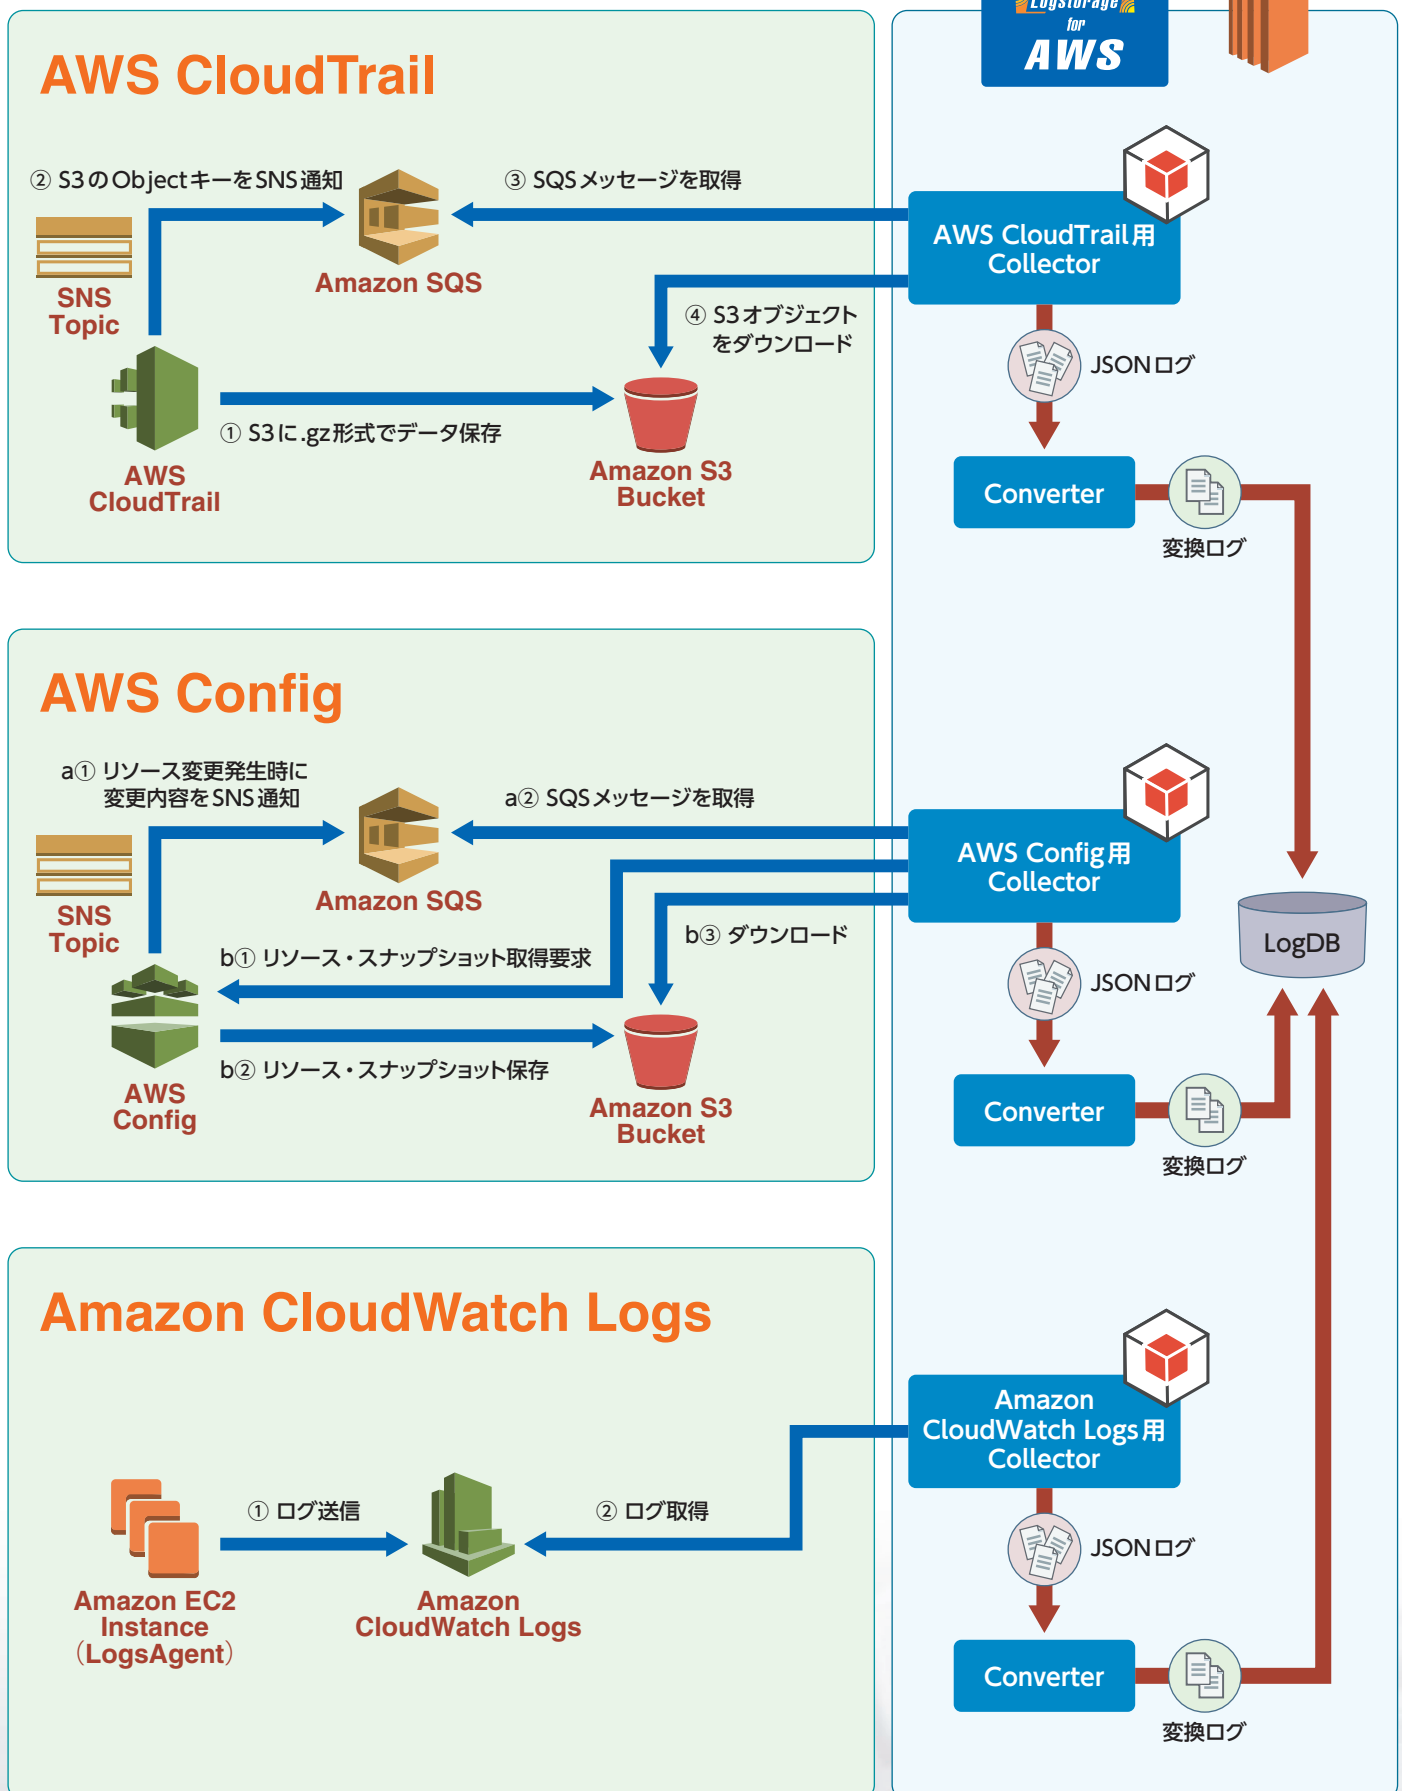 Logstorage
for
AWS
AWS CloudTrail
② S3のObjectキーをSNS通知
③ SQSメッセージを取得
AWS CloudTrail用
Collector
SNS
Topic
Amazon SQS
④ S3オブジェクト
をダウンロード
JSONログ
① S3に.gz形式でデータ保存
AWS
CloudTrail
Amazon S3
Bucket
Converter
変換ログ
AWS Config
a① リソース変更発生時に
変更内容をSNS通知
a② SQSメッセージを取得
AWS Config用
Collector
SNS
Topic
Amazon SQS
b① リソース・スナップショット取得要求
b③ ダウンロード
LogDB
JSONログ
b② リソース・スナップショット保存
AWS
Config
Amazon S3
Bucket
Converter
変換ログ
Amazon CloudWatch Logs
Amazon
CloudWatch Logs用
Collector
① ログ送信
② ログ取得
JSONログ
Amazon EC2
Instance
（LogsAgent）
Amazon
CloudWatch Logs
Converter
変換ログ